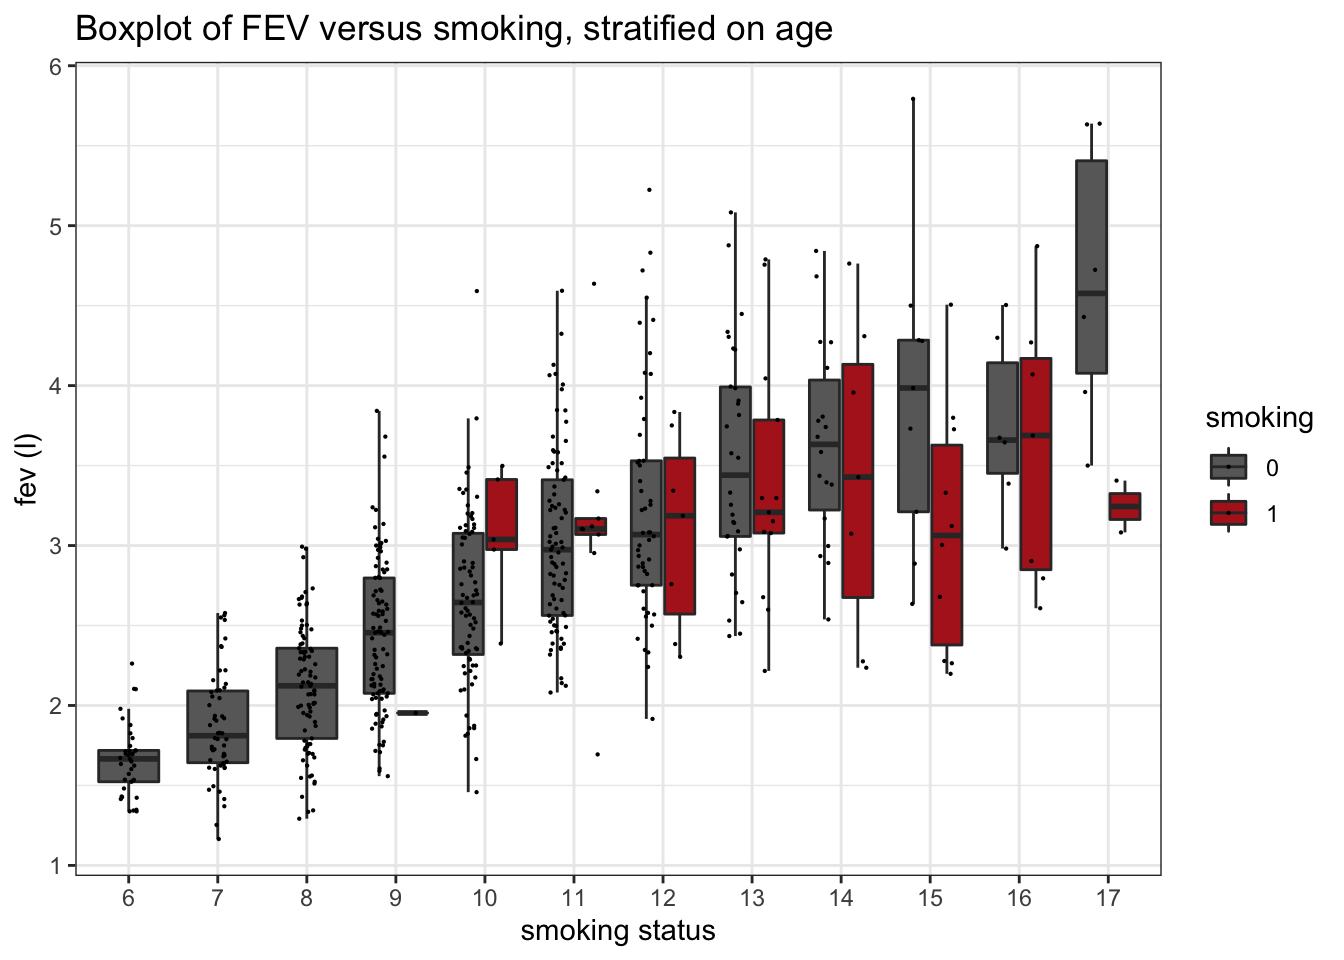 Boxplot of FEV versus smoking, stratified on age
6
5
4
3
2
1
fev (l)
6 7 8 9 10 11 12 13 14 15 16 17
smoking status
smoking
0
1